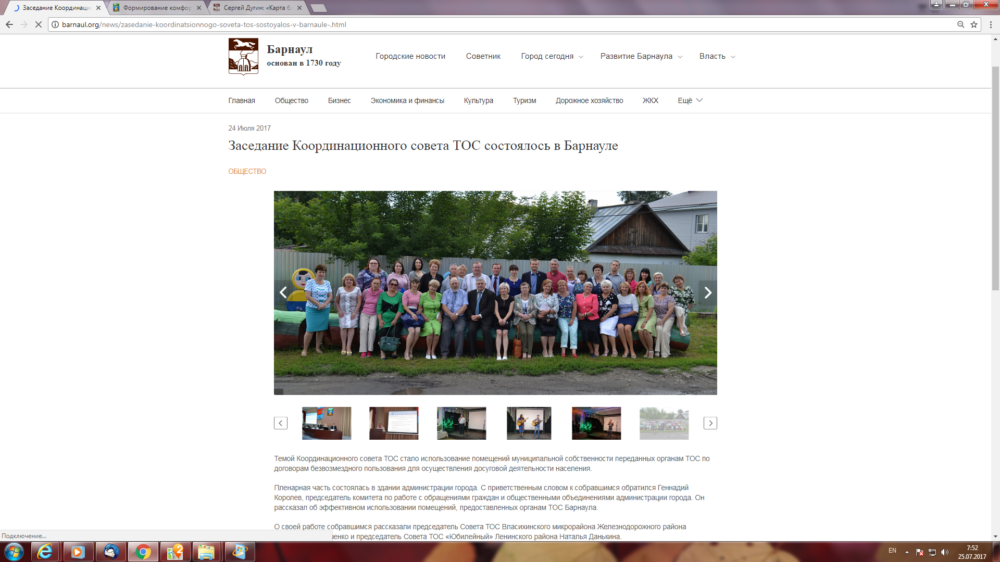 Заседание Координаци
Формирование комфор
Сергей Дугин: «Карта б
barnaul.org/news/zasedanie-koordinatsionnogo-soveta-tos-sostoyalos-v-barnaule-.html
Барнаул
основан в 1730 году
Городские новости Советник Город сегодня Развитие Барнаула Власть
Главная Общество Бизнес Экономика и финансы Культура Туризм Дорожное хозяйство ЖКХ Ещё
24 Июля 2017
Заседание Координационного совета ТОС состоялось в Барнауле
ОБЩЕСТВО
Темой Координационного совета ТОС стало использование помещений муниципальной собственности переданных органам ТОС по
договорам безвозмездного пользования для осуществления досуговой деятельности населения.
Пленарная часть состоялась в здании администрации города. С приветственным словом к собравшимся обратился Геннадий
Королев, председатель комитета по работе с обращениями граждан и общественными объединениями администрации города. Он
рассказал об эффективном использовании помещений, предоставленных органам ТОС Барнаула.
О своей работе собравшимся рассказали председатель Совета ТОС Власихинского микрорайона Железнодорожного района
енко и председатель Совета ТОС «Юбилейный» Ленинского района Наталья Данькина.
Подключение...
2
EN
7:52
25.07.2017